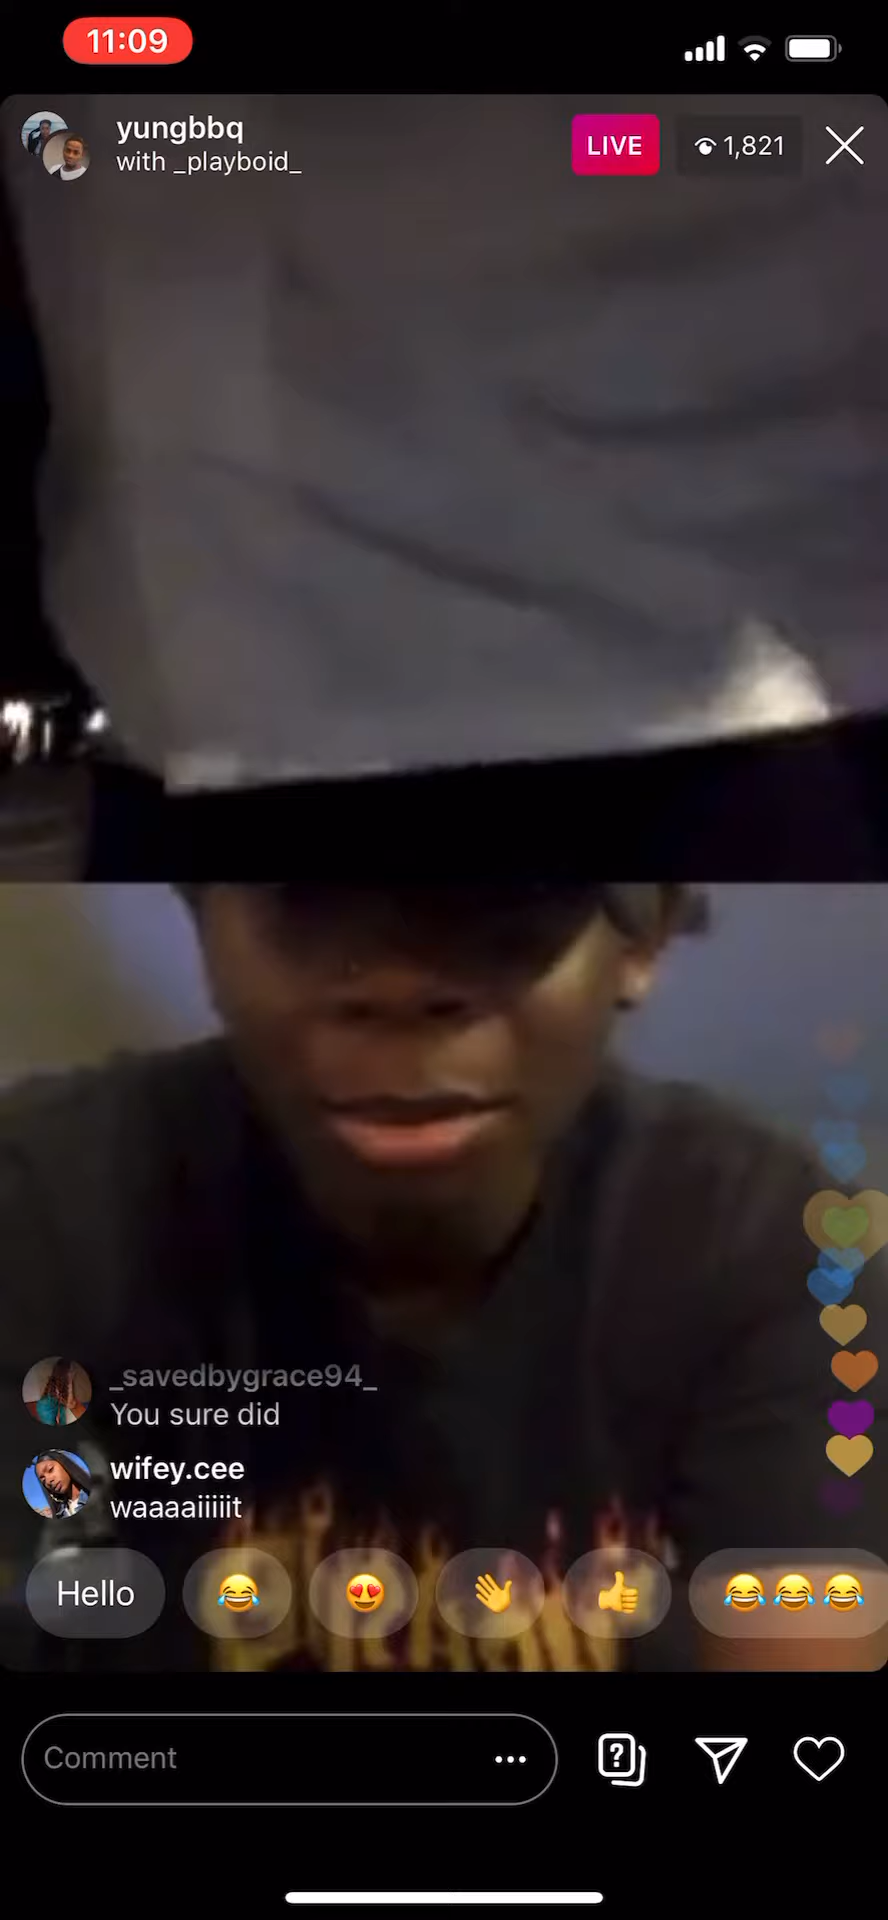 11:09
yungbbq
with _playboid_
LIVE
1,821
_savedbygrace94_
You sure did
wifey.cee
waaaaiiiiit
Hello
Comment